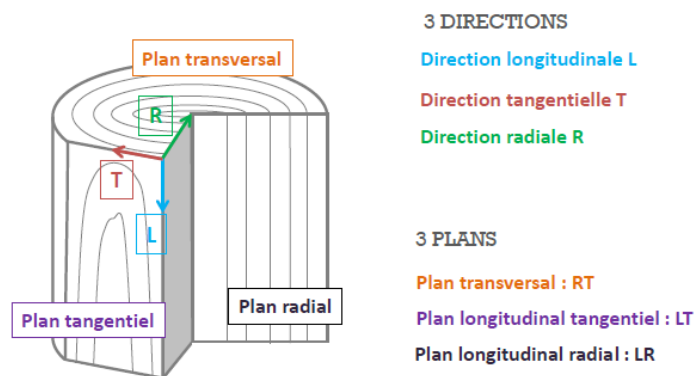 Plan transversal
R
T
L
Plan tangentiel
Plan radial
3 DIRECTIONS
Direction longitudinale L
Direction tangentielle T
Direction radiale R
3 PLANS
Plan transversal : RT
Plan longitudinal tangentiel : LT
Plan longitudinal radial : LR